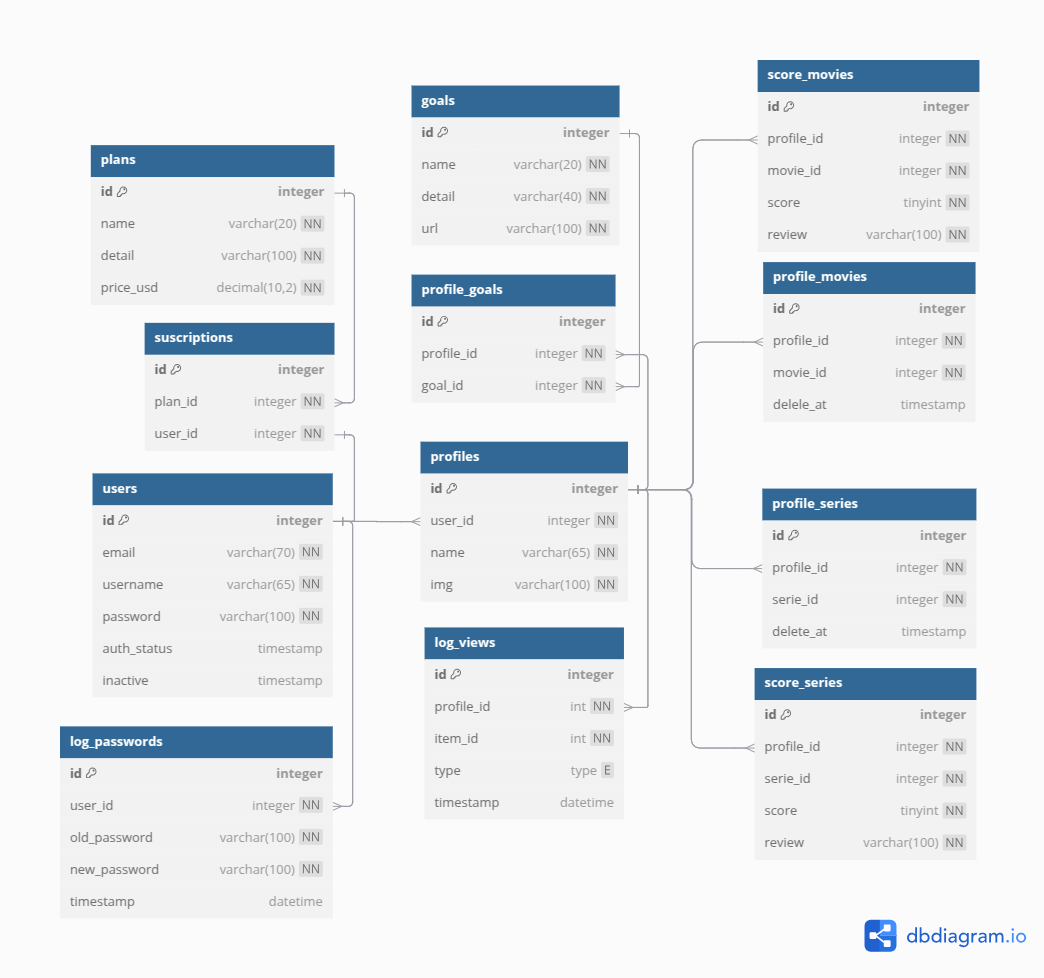 plans
id integer
name varchar(20) NN
detail varchar(100) NN
price_usd decimal(10,2) NN
suscriptions
id integer
plan_id integer NN
user_id integer NN
users
id integer
email varchar(70) NN
username varchar(65) NN
password varchar(100) NN
auth_status timestamp
inactive timestamp
log_passwords
id integer
user_id integer NN
old_password varchar(100) NN
new_password varchar(100) NN
timestamp datetime
goals
id integer
name varchar(20) NN
detail varchar(40) NN
url varchar(100) NN
profile_goals
id integer
profile_id integer NN
goal_id integer NN
profiles
id integer
user_id integer NN
name varchar(65) NN
img varchar(100) NN
log_views
id integer
profile_id int NN
item_id int NN
type type E
timestamp datetime
score_movies
id integer
profile_id integer NN
movie_id integer NN
score tinyint NN
review varchar(100) NN
profile_movies
id integer
profile_id integer NN
movie_id integer NN
delele_at timestamp
profile_series
id integer
profile_id integer NN
serie_id integer NN
delete_at timestamp
score_series
id integer
profile_id integer NN
serie_id integer NN
score tinyint NN
review varchar(100) NN
dbdiagram.io